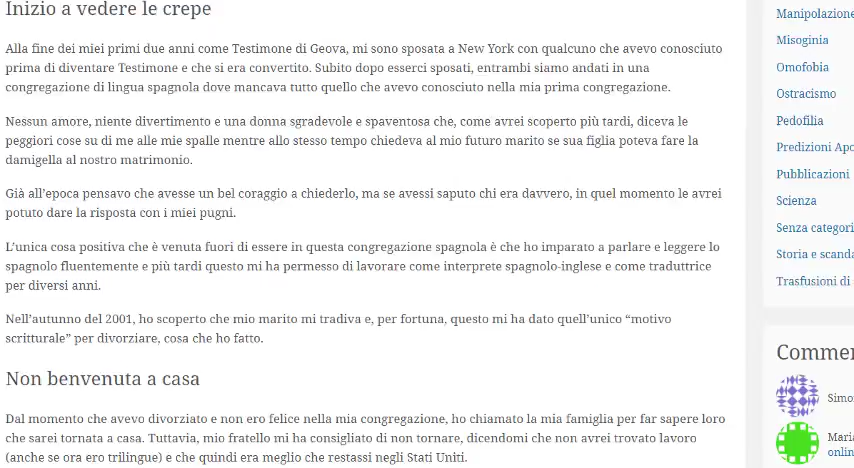 Inizio a vedere le crepe
Alla fine dei miei primi due anni come Testimone di Geova, mi sono sposata a New York con qualcuno che avevo conosciuto
prima di diventare Testimone e che si era convertito. Subito dopo esserci sposati, entrambi siamo andati in una
congregazione di lingua spagnola dove mancava tutto quello che avevo conosciuto nella mia prima congregazione.
Nessun amore, niente divertimento e una donna sgradevole e spaventosa che, come avrei scoperto più tardi, diceva le
peggiori cose su di me alle mie spalle mentre allo stesso tempo chiedeva al mio futuro marito se sua figlia poteva fare la
damigella al nostro matrimonio.
Già all’epoca pensavo che avesse un bel coraggio a chiederlo, ma se avessi saputo chi era davvero, in quel momento le avrei
potuto dare la risposta con i miei pugni.
L’unica cosa positiva che è venuta fuori di essere in questa congregazione spagnola è che ho imparato a parlare e leggere lo
spagnolo fluentemente e più tardi questo mi ha permesso di lavorare come interprete spagnolo-inglese e come traduttrice
per diversi anni.
Nell’autunno del 2001, ho scoperto che mio marito mi tradiva e, per fortuna, questo mi ha dato quell’unico “motivo
scritturale” per divorziare, cosa che ho fatto.
Non benvenuta a casa
Dal momento che avevo divorziato e non ero felice nella mia congregazione, ho chiamato la mia famiglia per far sapere loro
che sarei tornata a casa. Tuttavia, mio fratello mi ha consigliato di non tornare, dicendomi che non avrei trovato lavoro
(anche se ora ero trilingue) e che quindi era meglio che restassi negli Stati Uniti.
Manipolazione
Misoginia
Omofobia
Ostracismo
Pedofilia
Predizioni Apo
Pubblicazioni
Scienza
Senza categori
Storia e scanda
Trasfusioni di
Commen
Simo
Maria
online